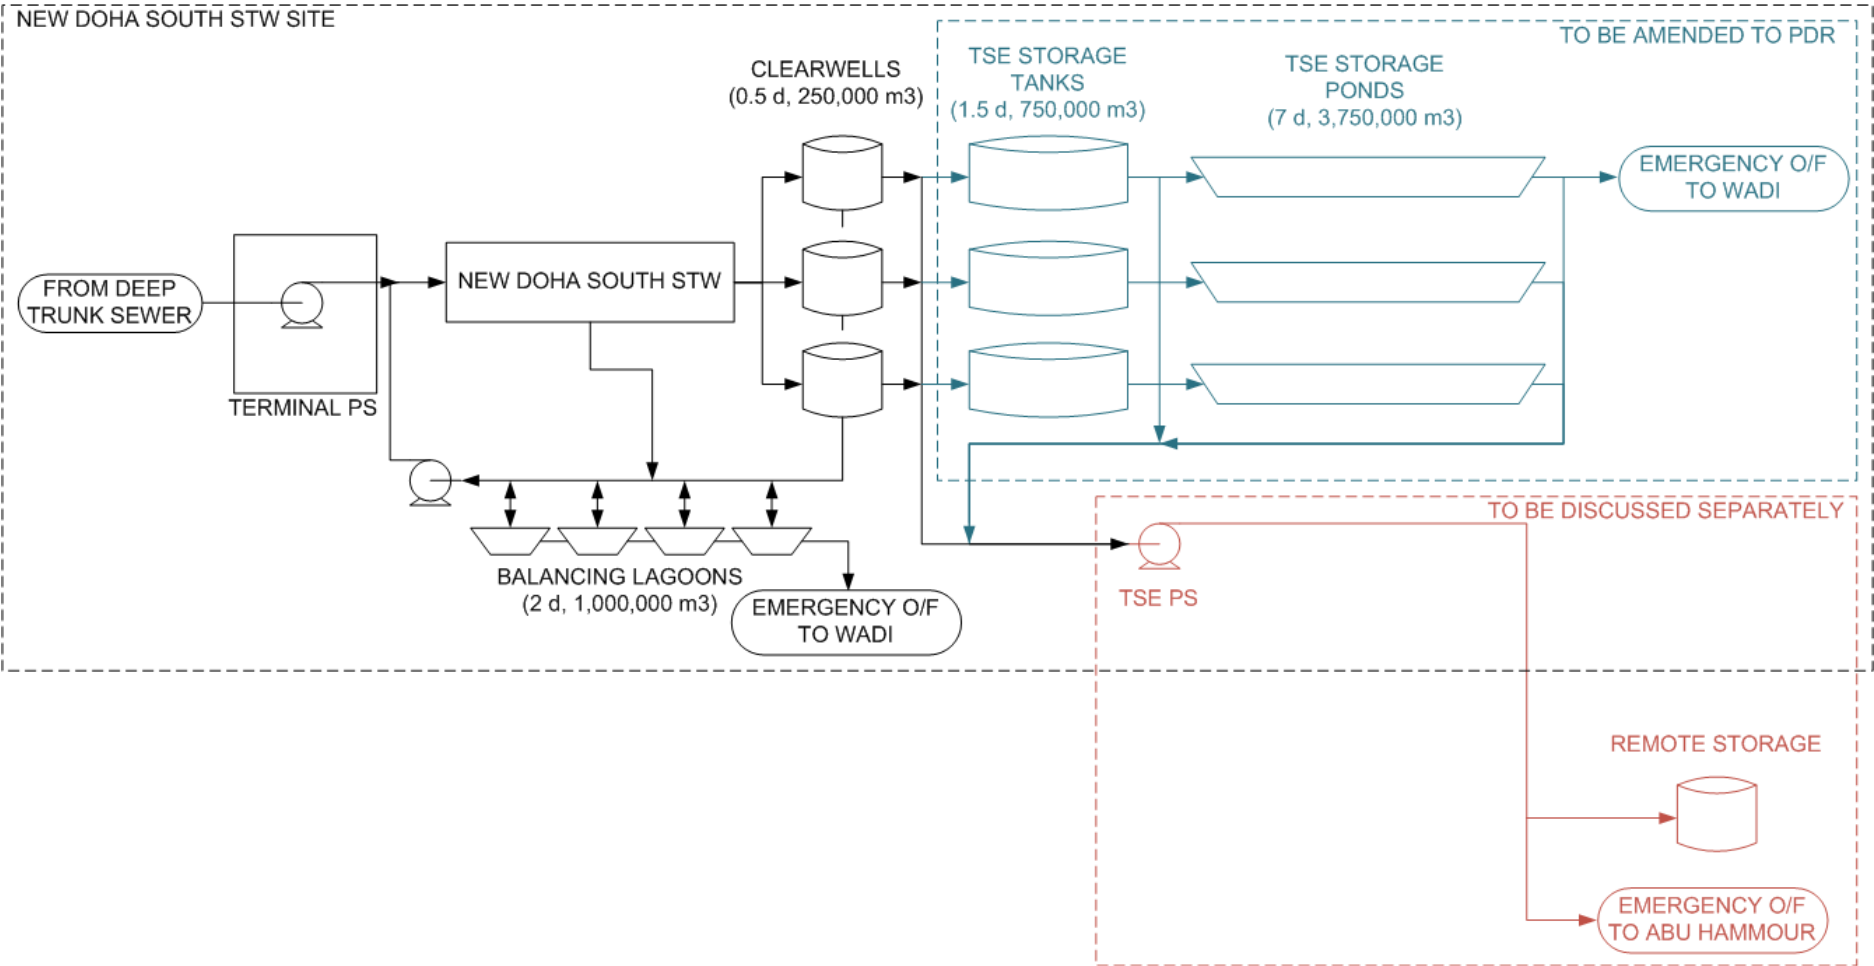 NEW DOHA SOUTH STW SITE
TO BE AMENDED TO PDR
CLEARWELLS
(0.5 d, 250,000 m3)
TSE STORAGE
TANKS
(1.5 d, 750,000 m3)
TSE STORAGE
PONDS
(7 d, 3,750,000 m3)
EMERGENCY O/F
TO WADI
FROM DEEP
TRUNK SEWER
NEW DOHA SOUTH STW
TERMINAL PS
TO BE DISCUSSED SEPARATELY
BALANCING LAGOONS
(2 d, 1,000,000 m3)
EMERGENCY O/F
TO WADI
TSE PS
REMOTE STORAGE
EMERGENCY O/F
TO ABU HAMMOUR